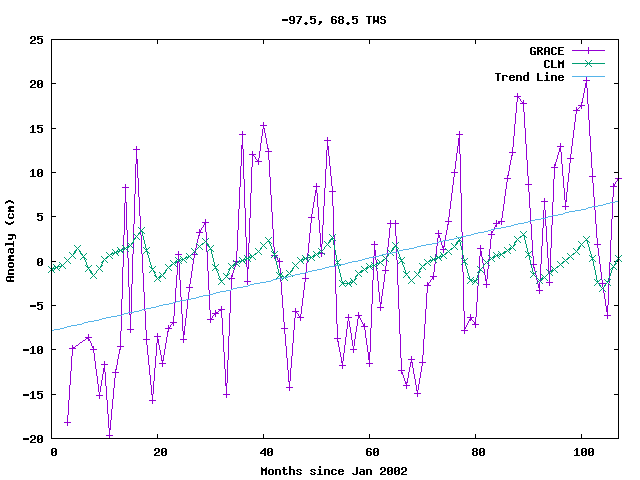 -97.5, 68.5 TWS
25
20
15
10
5
0
-5
-10
-15
-20
GRACE
CLM
Trend Line
Anomaly (cm)
0 20 40 60 80 100
Months since Jan 2002